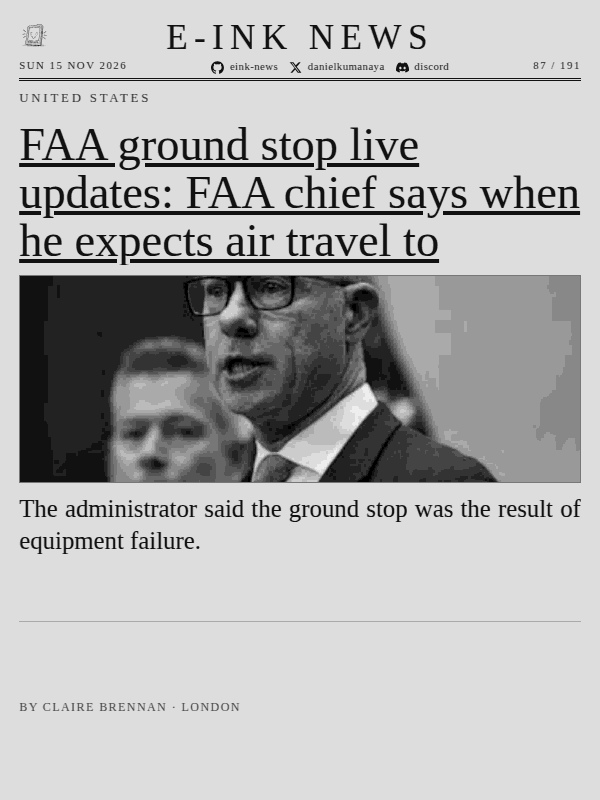 E-INK NEWS
SUN 15 NOV 2026
eink-news danielkumanaya discord
87 / 191
UNITED STATES
FAA ground stop live
updates: FAA chief says when
he expects air travel to
The administrator said the ground stop was the result of
equipment failure.
BY CLAIRE BRENNAN · LONDON